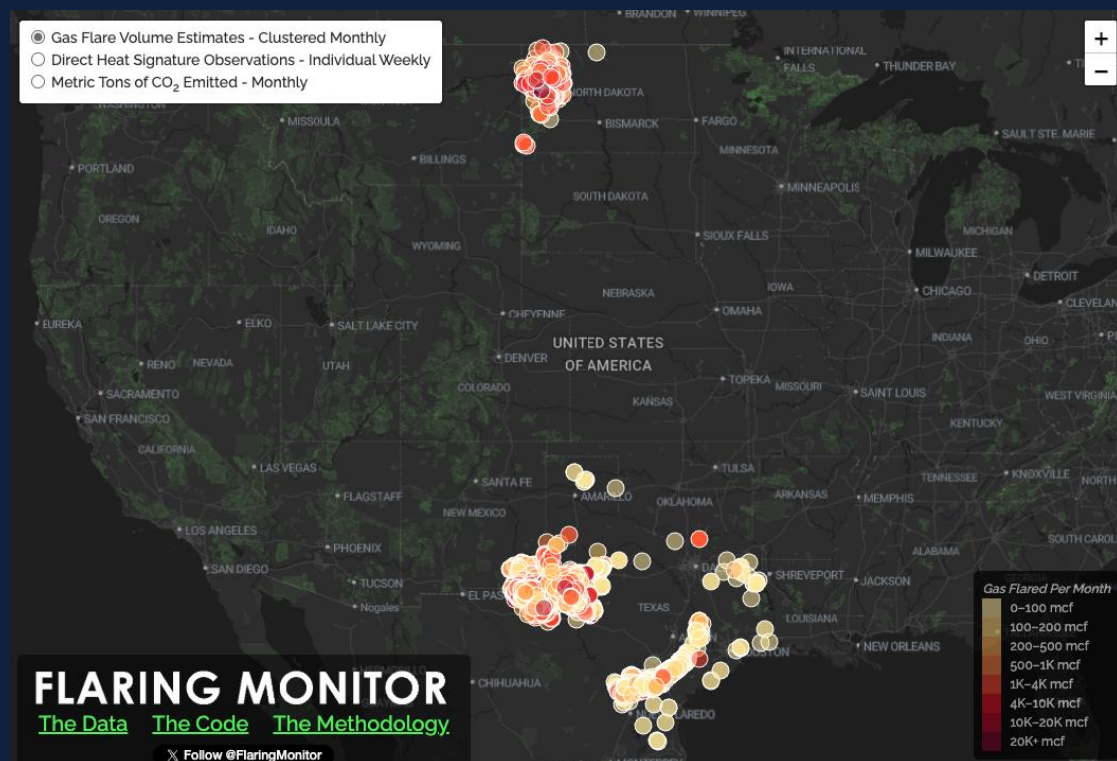 Gas Flare Volume Estimates - Clustered Monthly
Direct Heat Signature Observations - Individual Weekly
Metric Tons of CO₂ Emitted - Monthly
+
−
BRANDON
WINNIPEG
INTERNATIONAL
FALLS
THUNDER BAY
NORTH DAKOTA
MISSOULA
BISMARCK
FARGO
SAULT STE. MARIE
BILLINGS
MINNESOTA
PORTLAND
MINNEAPOLIS
SOUTH DAKOTA
OREGON
IDAHO
MICHIGAN
WYOMING
SIOUX FALLS
MILWAUKEE
DETROIT
NEBRASKA
IOWA
CHICAGO
CLEVELAN
EUREKA
ELKO
SALT LAKE CITY
CHEYENNE
OMAHA
INDIANA
OHIO
UNITED STATES
OF AMERICA
RENO
NEVADA
UTAH
DENVER
COLORADO
TOPEKA
MISSOURI
SAINT LOUIS
WEST VIRGINIA
SACRAMENTO
KANSAS
SAN FRANCISCO
KENTUCKY
CALIFORNIA
LAS VEGAS
SANTA FE
TULSA
TENNESSEE
KNOXVILLE
NORTH
FLAGSTAFF
AMARILLO
OKLAHOMA
ARKANSAS
MEMPHIS
NEW MEXICO
LOS ANGELES
SOUTH CAROL
PHOENIX
ALABAMA
SAN DIEGO
TUCSON
SHREVEPORT
JACKSON
EL PAS
Nogales
TEXAS
LOUISIANA
NEW ORLEANS
CHIHUAHUA
LAREDO
Gas Flared Per Month
0–100 mcf
100–200 mcf
200–500 mcf
500–1K mcf
1K–4K mcf
4K–10K mcf
10K–20K mcf
20K+ mcf
FLARING MONITOR
The Data The Code The Methodology
X Follow @FlaringMonitor